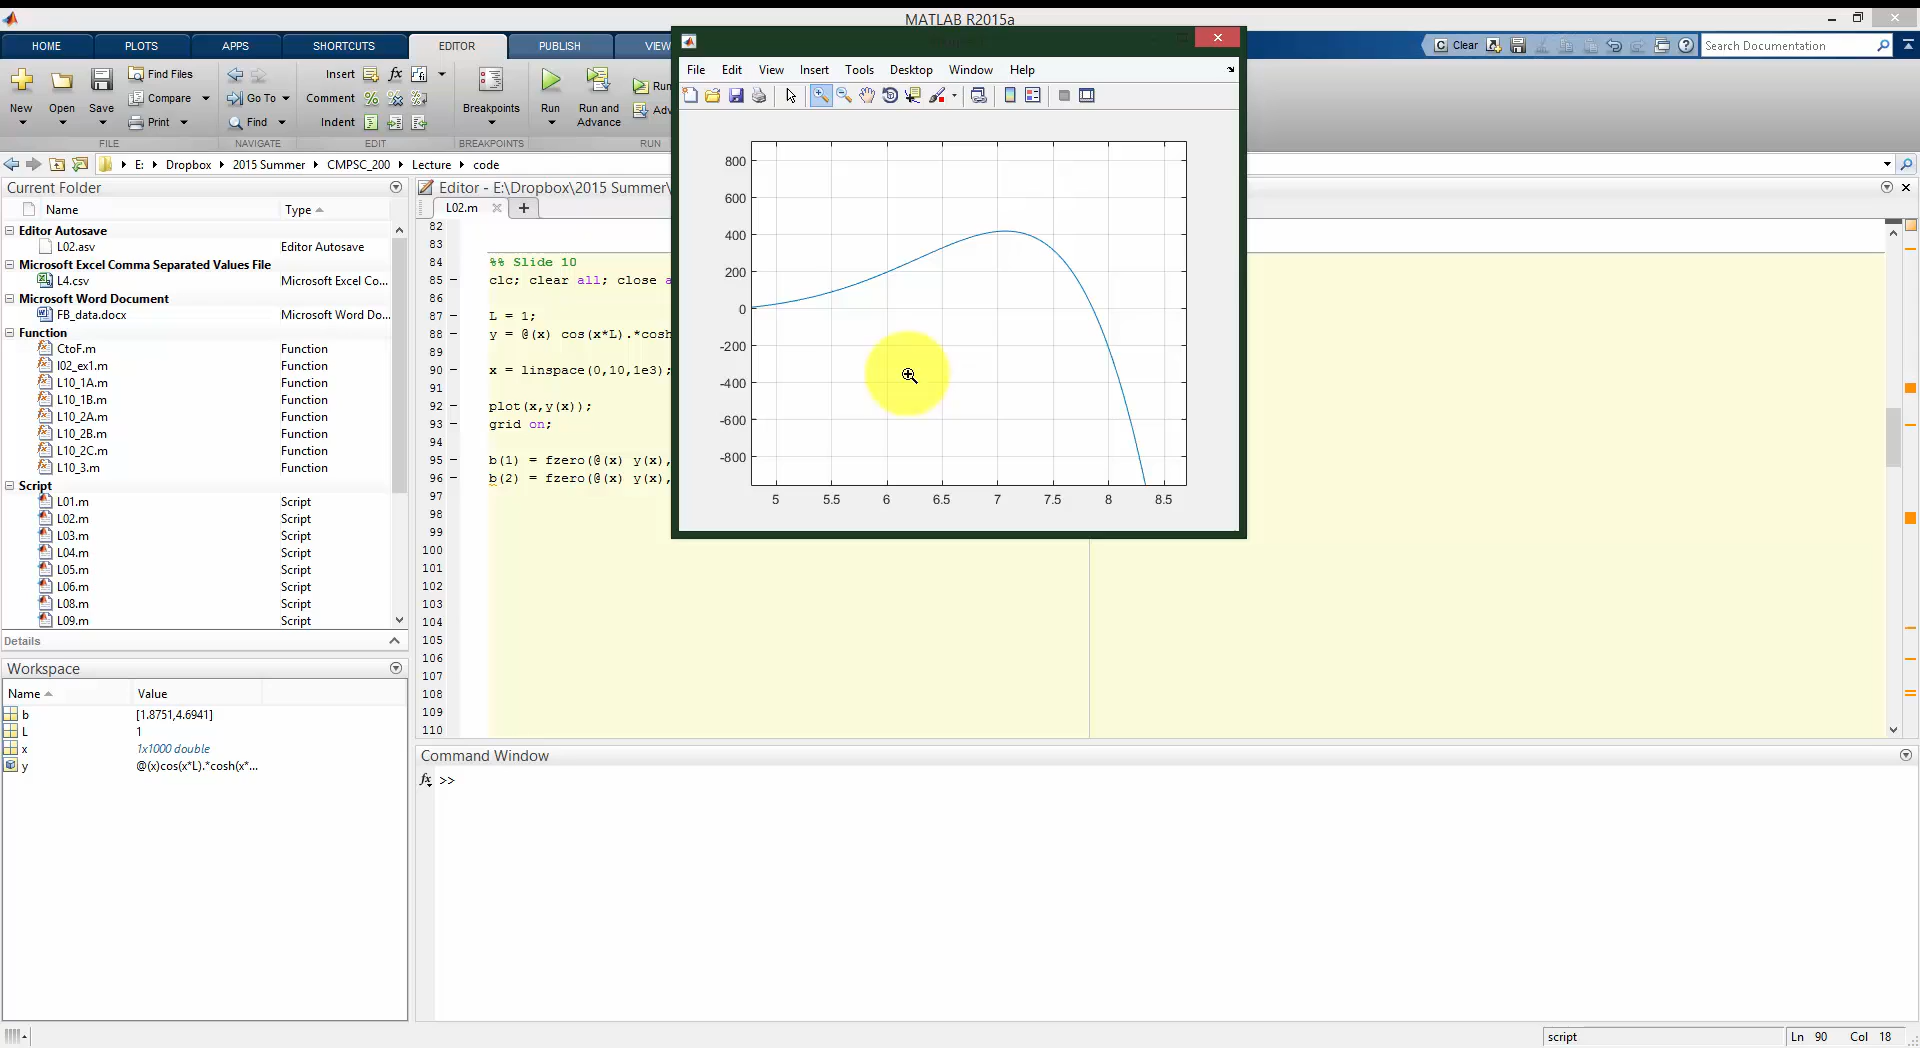 MATLAB R2015a
HOME PLOTS APPS SHORTCUTS EDITOR PUBLISH VIEW
Clear
Search Documentation
New
Open
Save
Find Files
Compare
Print
FILE
Go To
Find
NAVIGATE
Insert
Comment
Indent
EDIT
Breakpoints
BREAKPOINTS
Run
Run and
Advance
RUN
E: Dropbox 2015 Summer CMPSC_200 Lecture code
Current Folder
Name Type
Editor Autosave
L02.asv Editor Autosave
Microsoft Excel Comma Separated Values File
L4.csv Microsoft Excel Co...
Microsoft Word Document
FB_data.docx Microsoft Word Do...
Function
CtoF.m Function
l02_ex1.m Function
L10_1A.m Function
L10_1B.m Function
L10_2A.m Function
L10_2B.m Function
L10_2C.m Function
L10_3.m Function
Script
L01.m Script
L02.m Script
L03.m Script
L04.m Script
L05.m Script
L06.m Script
L08.m Script
L09.m Script
Details
Workspace
Name Value
b [1.8751,4.6941]
L 1
x 1x1000 double
y @(x)cos(x*L).*cosh(x*...
Editor - E:\Dropbox\2015 Summer\
L02.m
82
83
84 %% Slide 10
85 clc; clear all; close a
86
87 L = 1;
88 y = @(x) cos(x*L).*cosh
89
90 x = linspace(0,10,1e3);
91
92 plot(x,y(x));
93 grid on;
94
95 b(1) = fzero(@(x) y(x),
96 b(2) = fzero(@(x) y(x),
97
98
99
100
101
102
103
104
105
106
107
108
109
110
File Edit View Insert Tools Desktop Window Help
800
600
400
200
0
-200
-400
-600
-800
5 5.5 6 6.5 7 7.5 8 8.5
Command Window
fx >>
script
Ln 90 Col 18